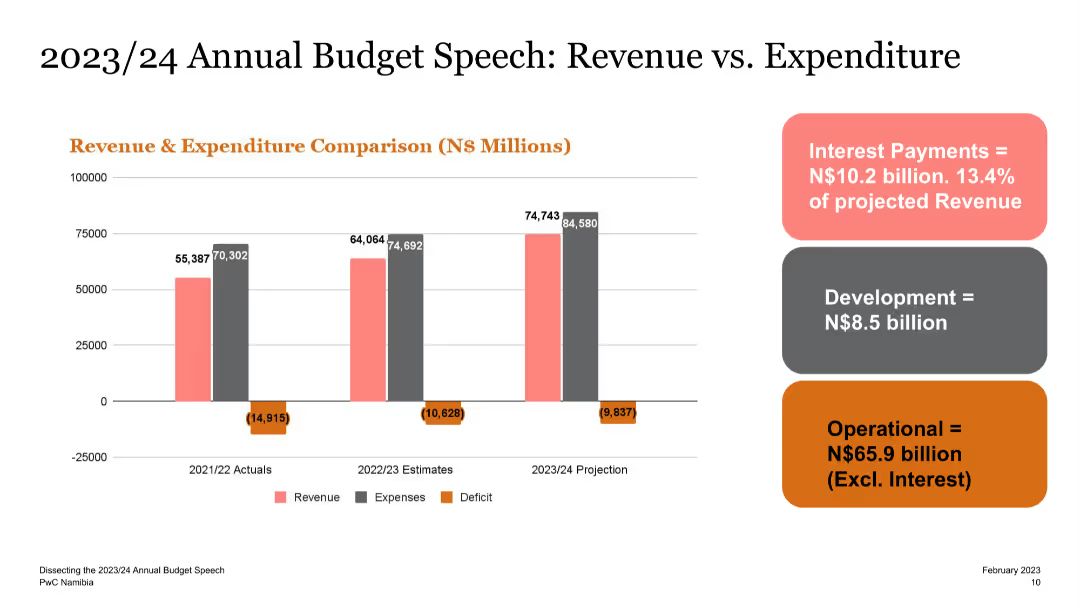 2023/24 Annual Budget Speech: Revenue vs. Expenditure
Revenue & Expenditure Comparison (N$ Millions)
100000
75000
50000
25000
0
-25000
55,387
70,302
(14,915)
64,064
74,692
(10,628)
74,743
84,580
(9,837)
2021/22 Actuals
2022/23 Estimates
2023/24 Projection
Revenue
Expenses
Deficit
Interest Payments =
N$10.2 billion. 13.4%
of projected Revenue
Development =
N$8.5 billion
Operational =
N$65.9 billion
(Excl. Interest)
Dissecting the 2023/24 Annual Budget Speech
PwC Namibia
February 2023
10